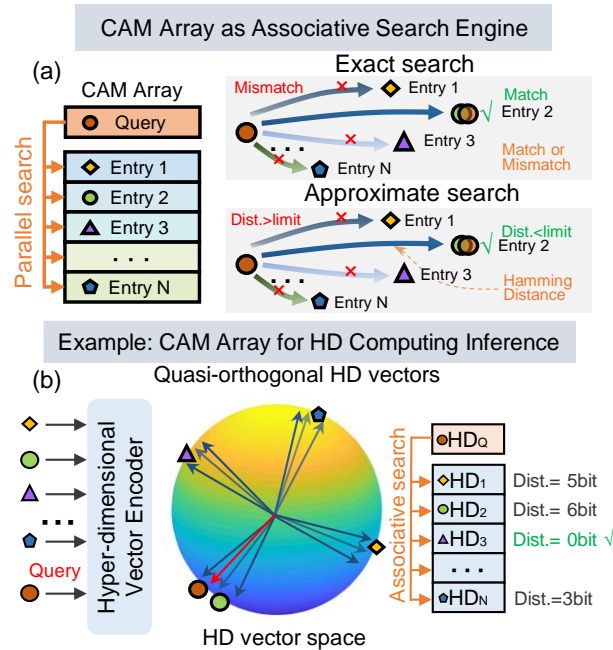 CAM Array as Associative Search Engine
(a)
CAM Array
Query
Parallel search
Entry 1
Entry 2
Entry 3
. . .
Entry N
Exact search
Mismatch
Entry 1
Match
Entry 2
Entry 3
. . .
Entry N
Match or
Mismatch
Approximate search
Dist.>limit
Entry 1
Dist.<limit
Entry 2
Entry 3
. . .
Entry N
Hamming
Distance
Example: CAM Array for HD Computing Inference
(b)
Quasi-orthogonal HD vectors
Hyper-dimensional
Vector Encoder
. . .
Query
HD vector space
Associative search
HDQ
HD1 Dist.= 5bit
HD2 Dist.= 6bit
HD3 Dist.= 0bit √
. . .
HDN Dist.=3bit